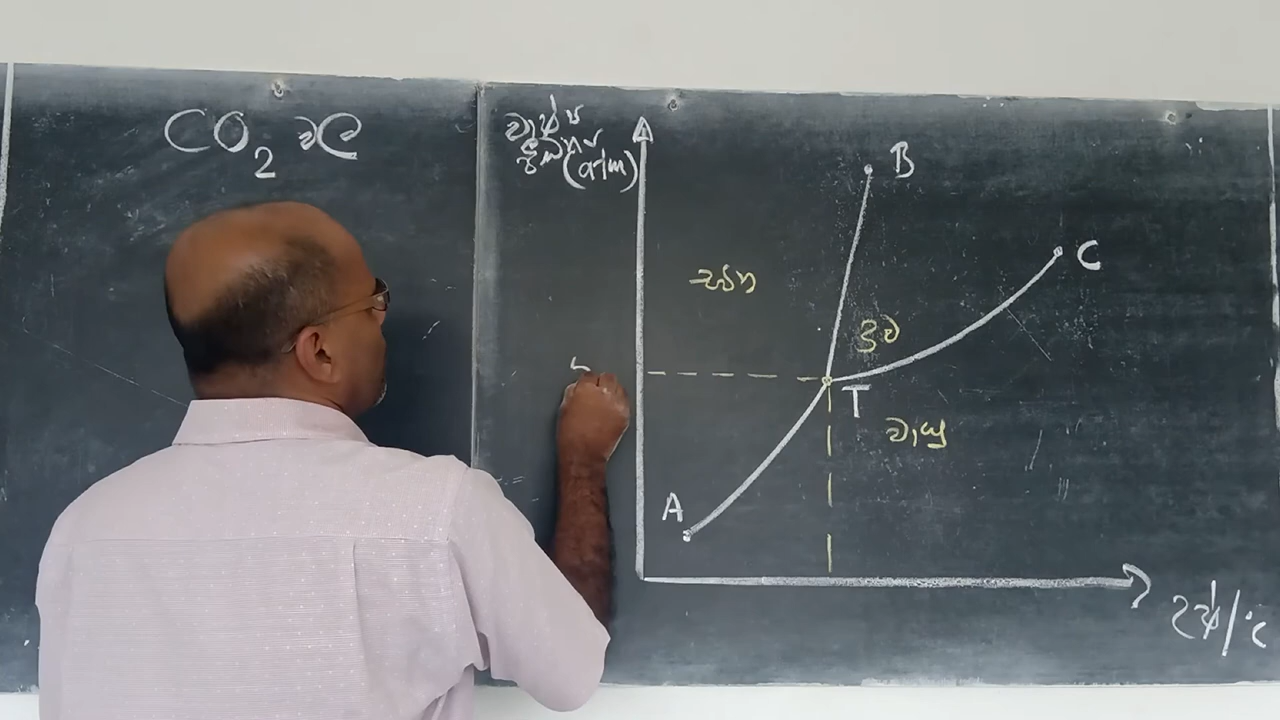 CO₂ වල
වාෂ්ප
පීඩනය
(atm)
B
C
ඝන
ද්‍රව
T
වායු
A
උෂ්/°C